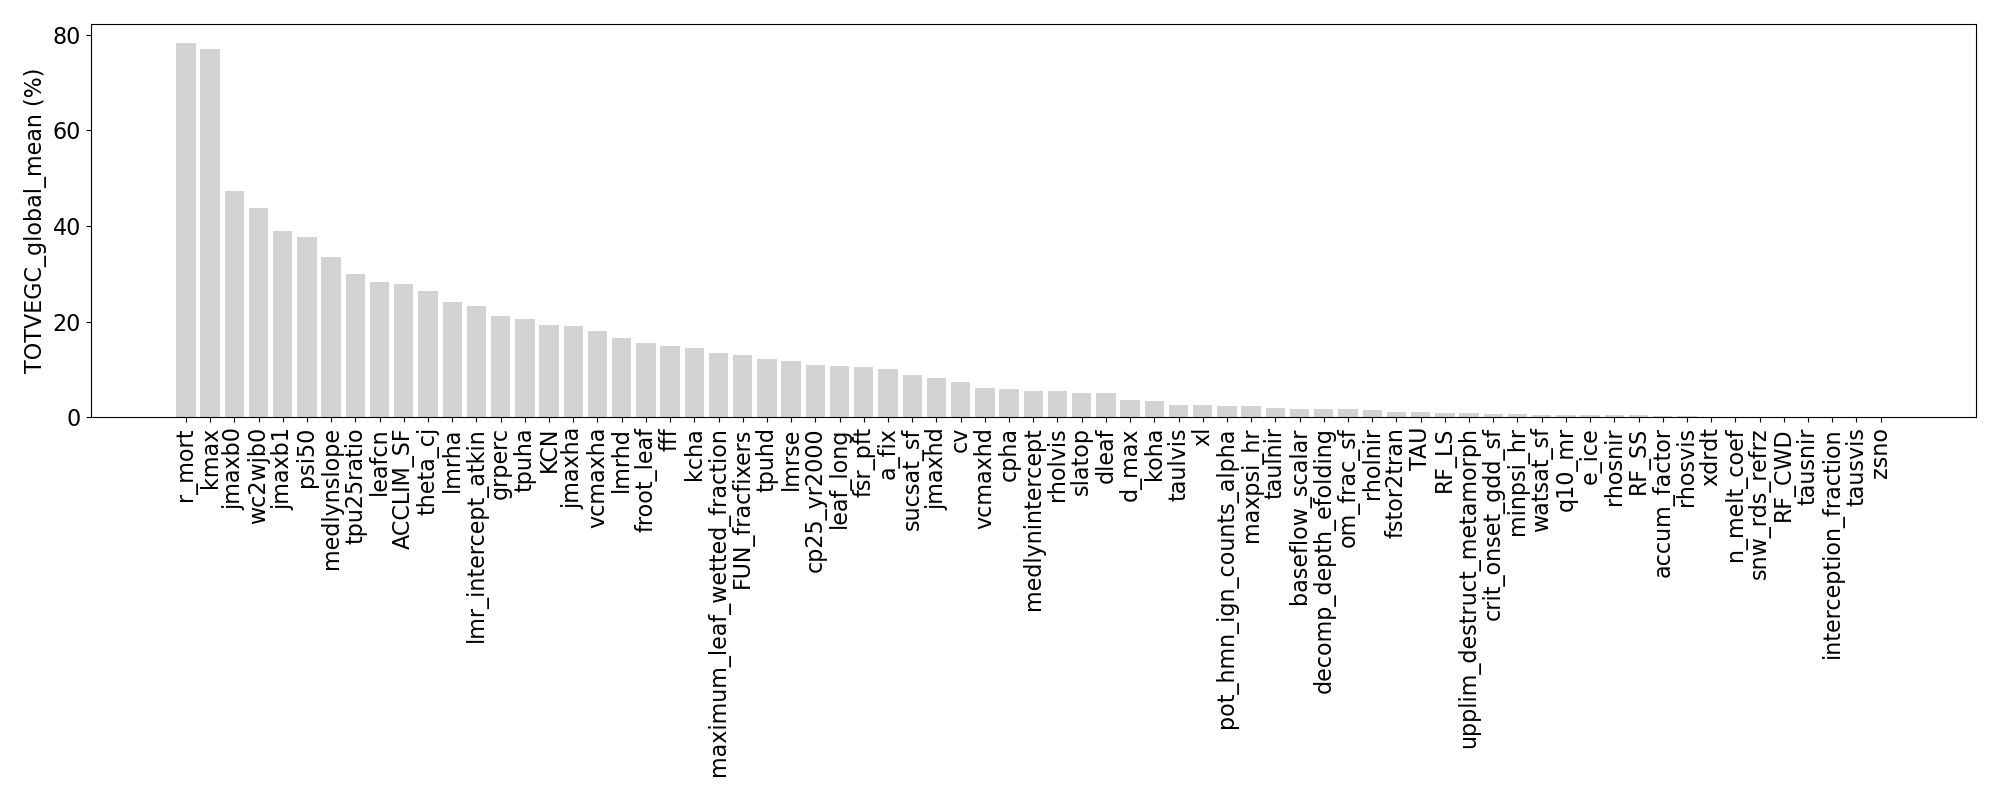 TOTVEGC_global_mean (%)
80
60
40
20
0
r_mort
kmax
jmaxb0
wc2wjb0
jmaxb1
psi50
medlynslope
tpu25ratio
leafcn
ACCLIM_SF
theta_cj
lmrha
lmr_intercept_atkin
grperc
tpuha
KCN
jmaxha
vcmaxha
lmrhd
froot_leaf
fff
kcha
maximum_leaf_wetted_fraction
FUN_fracfixers
tpuhd
lmrse
cp25_yr2000
leaf_long
fsr_pft
a_fix
sucsat_sf
jmaxhd
cv
vcmaxhd
cpha
medlynintercept
rholvis
slatop
dleaf
d_max
koha
taulvis
xl
pot_hmn_ign_counts_alpha
maxpsi_hr
taulnir
baseflow_scalar
decomp_depth_efolding
om_frac_sf
rholnir
fstor2tran
TAU
RF_LS
upplim_destruct_metamorph
crit_onset_gdd_sf
minpsi_hr
watsat_sf
q10_mr
e_ice
rhosnir
RF_SS
accum_factor
rhosvis
xdrdt
n_melt_coef
snw_rds_refrz
RF_CWD
tausnir
interception_fraction
tausvis
zsno